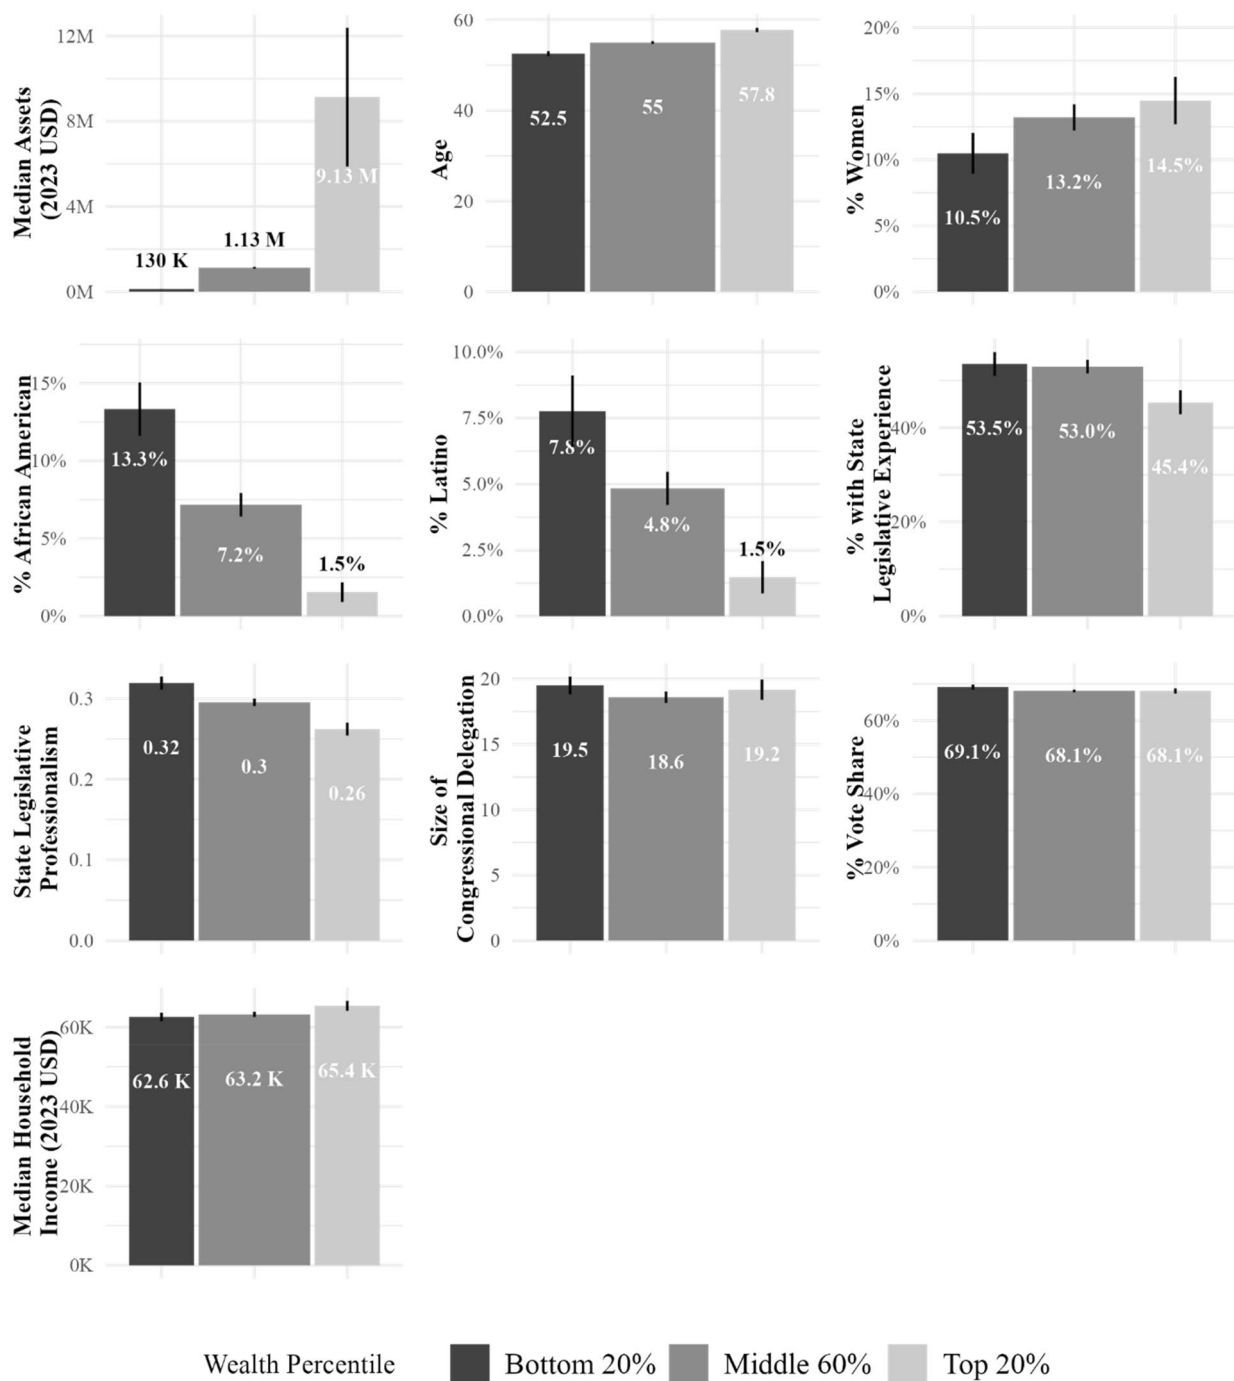 Median Assets
(2023 USD)
12M
8M
4M
0M
130 K
1.13 M
9.13 M
Age
60
40
20
0
52.5
55
57.8
% Women
20%
15%
10%
5%
0%
10.5%
13.2%
14.5%
% African American
15%
10%
5%
0%
13.3%
7.2%
1.5%
% Latino
10.0%
7.5%
5.0%
2.5%
0.0%
7.8%
4.8%
1.5%
% with State
Legislative Experience
40%
20%
0%
53.5%
53.0%
45.4%
State Legislative
Professionalism
0.3
0.2
0.1
0.0
0.32
0.3
0.26
Size of
Congressional Delegation
20
15
10
5
0
19.5
18.6
19.2
% Vote Share
60%
40%
20%
0%
69.1%
68.1%
68.1%
Median Household
Income (2023 USD)
60K
40K
20K
0K
62.6 K
63.2 K
65.4 K
Wealth Percentile
Bottom 20%
Middle 60%
Top 20%